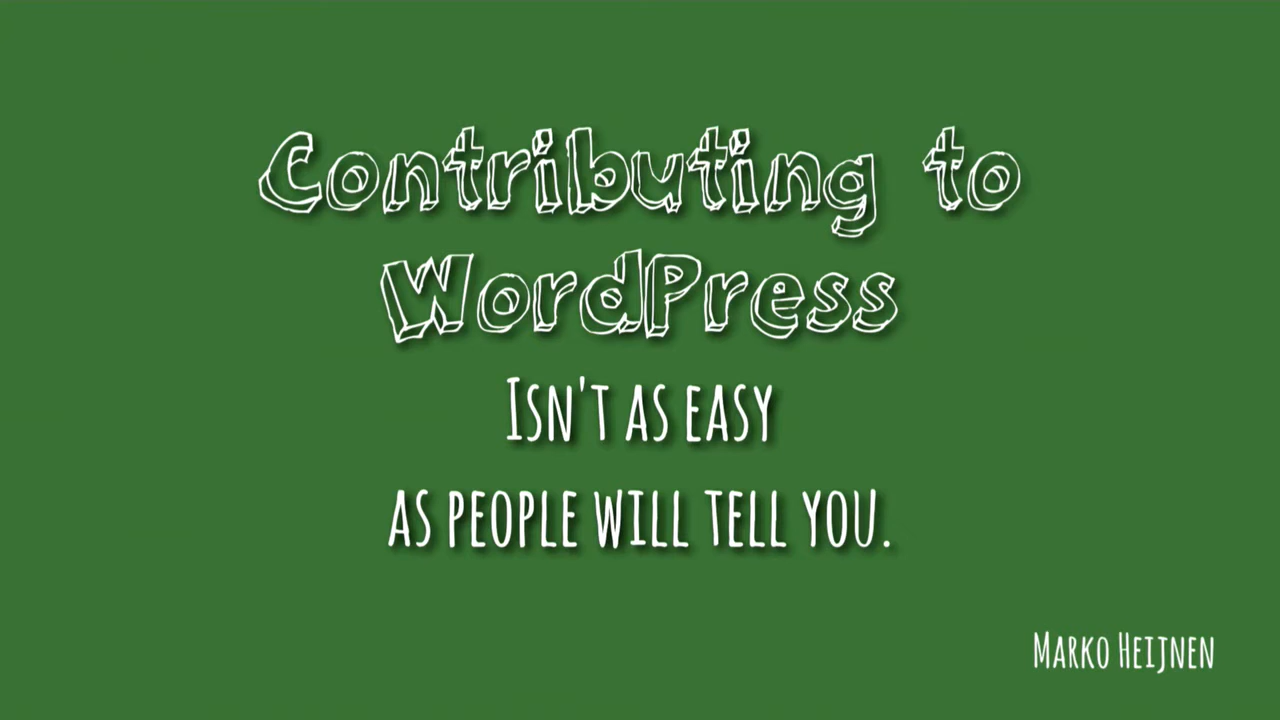 Contributing to
WordPress
Isn't as easy
as people will tell you.
Marko Heijnen